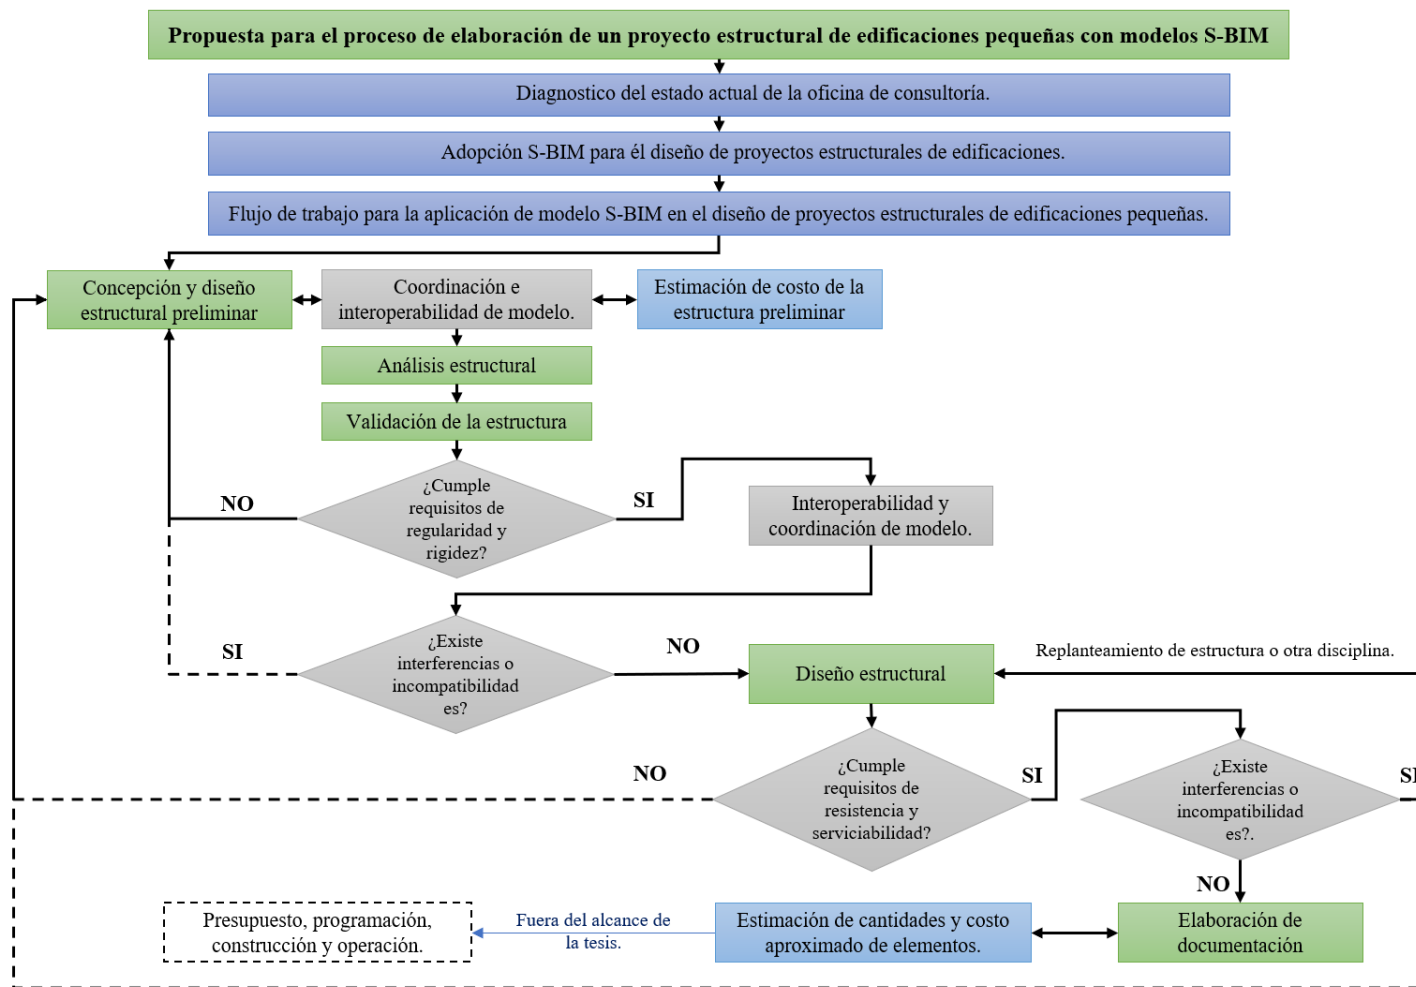 Propuesta para el proceso de elaboración de un proyecto estructural de edificaciones pequeñas con modelos S-BIM
Diagnostico del estado actual de la oficina de consultoría.
Adopción S-BIM para él diseño de proyectos estructurales de edificaciones.
Flujo de trabajo para la aplicación de modelo S-BIM en el diseño de proyectos estructurales de edificaciones pequeñas.
Concepción y diseño
estructural preliminar
Coordinación e
interoperabilidad de modelo.
Estimación de costo de la
estructura preliminar
Análisis estructural
Validación de la estructura
¿Cumple
requisitos de
regularidad y
rigidez?
NO
SI
Interoperabilidad y
coordinación de modelo.
¿Existe
interferencias o
incompatibilidad
es?
SI
NO
Diseño estructural
Replanteamiento de estructura o otra disciplina.
¿Cumple
requisitos de
resistencia y
serviciabilidad?
NO
SI
¿Existe
interferencias o
incompatibilidad
es?.
SI
NO
Presupuesto, programación,
construcción y operación.
Fuera del alcance de
la tesis.
Estimación de cantidades y costo
aproximado de elementos.
Elaboración de
documentación